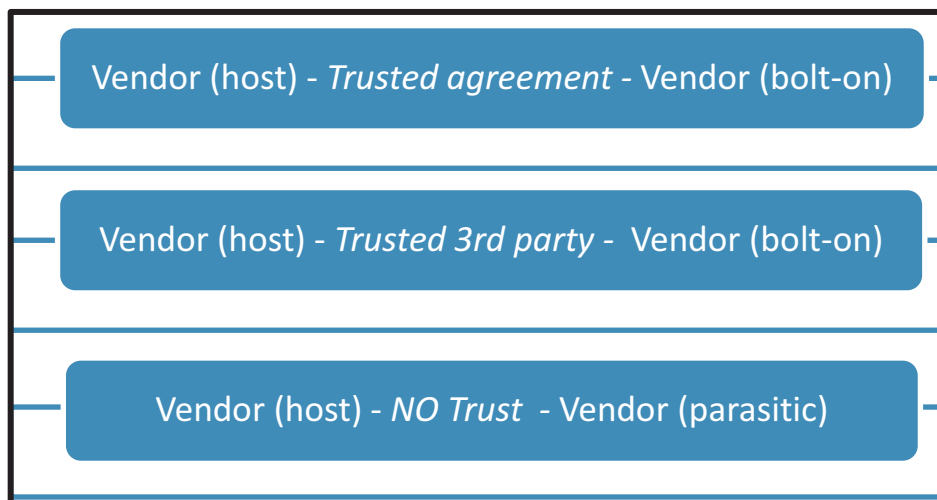 Vendor (host) - Trusted agreement - Vendor (bolt-on)
Vendor (host) - Trusted 3rd party - Vendor (bolt-on)
Vendor (host) - NO Trust - Vendor (parasitic)